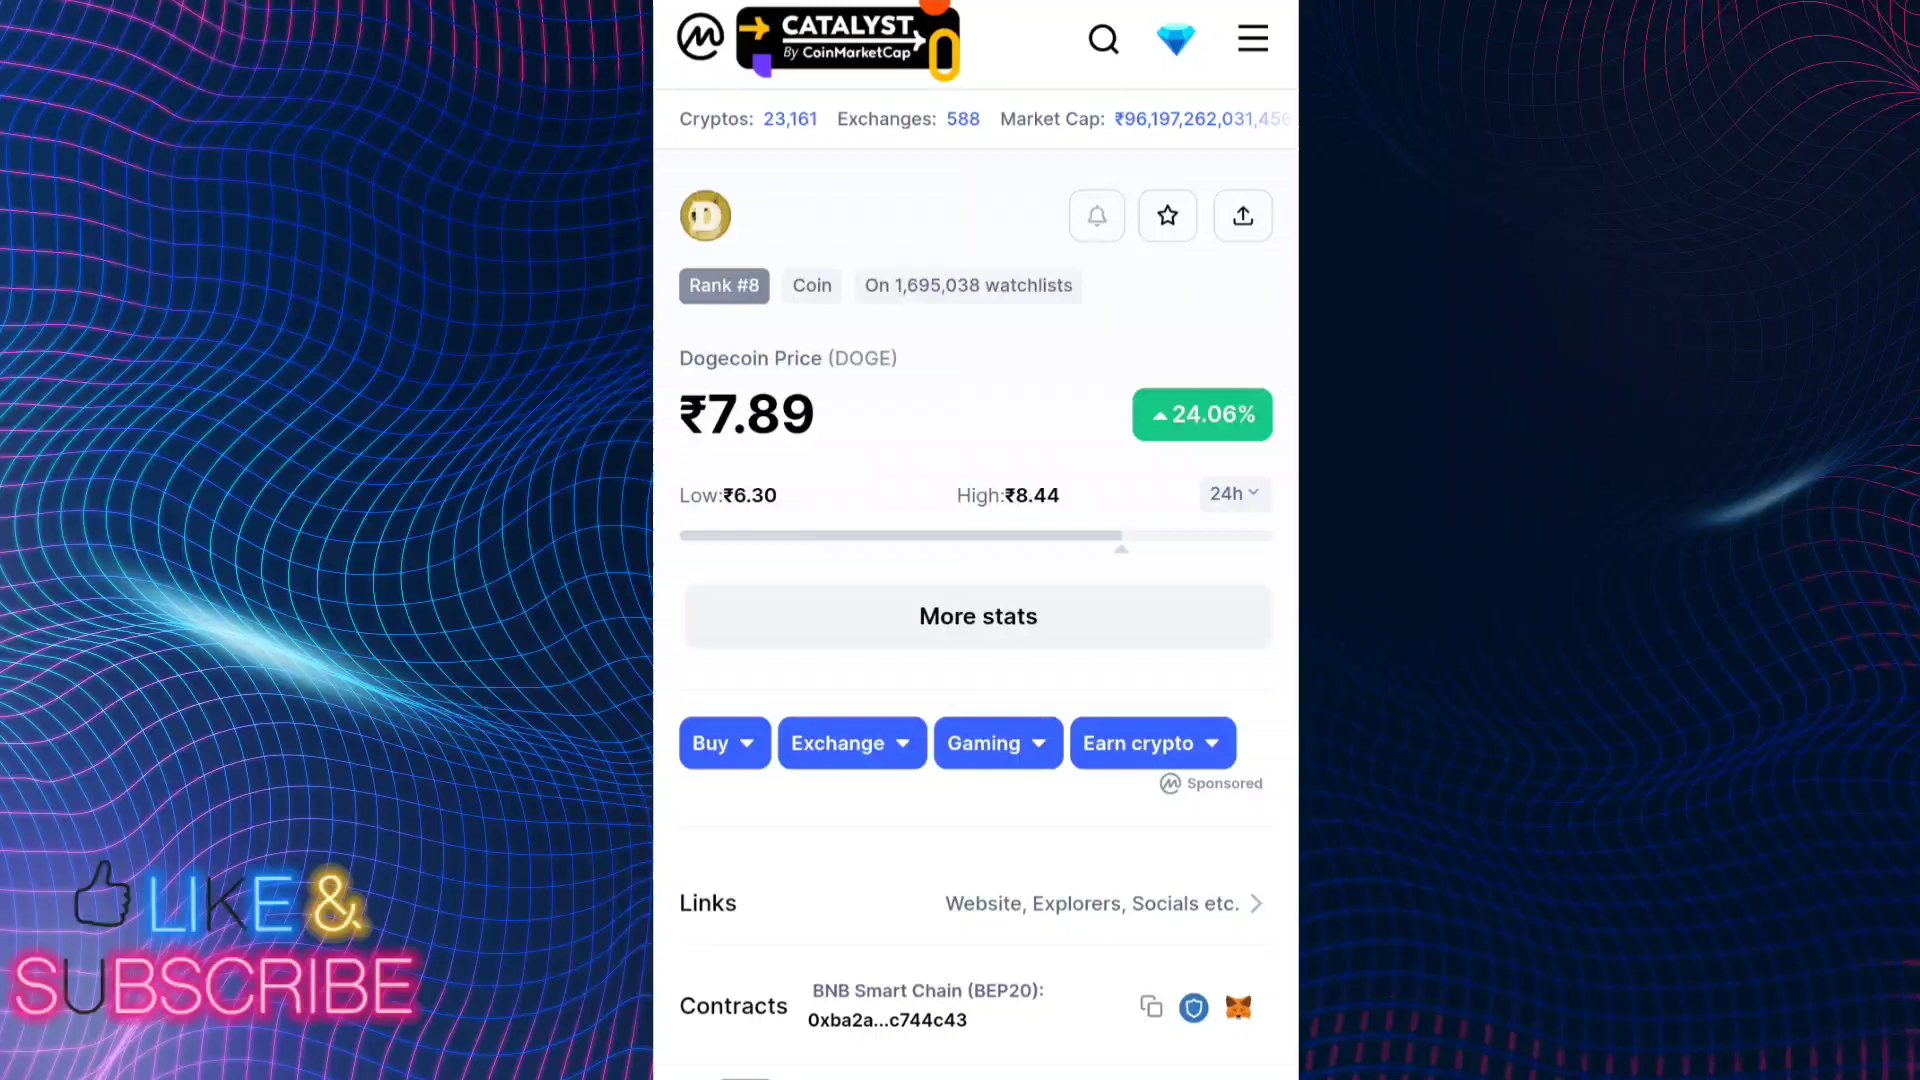 CATALYST
By CoinMarketCap
Cryptos: 23,161 Exchanges: 588 Market Cap: ₹96,197,262,031,456
Rank #8 Coin On 1,695,038 watchlists
Dogecoin Price (DOGE)
₹7.89 24.06%
Low:₹6.30 High:₹8.44 24h
More stats
Buy Exchange Gaming Earn crypto
Sponsored
Links Website, Explorers, Socials etc.
Contracts BNB Smart Chain (BEP20):
0xba2a...c744c43
LIKE &
SUBSCRIBE